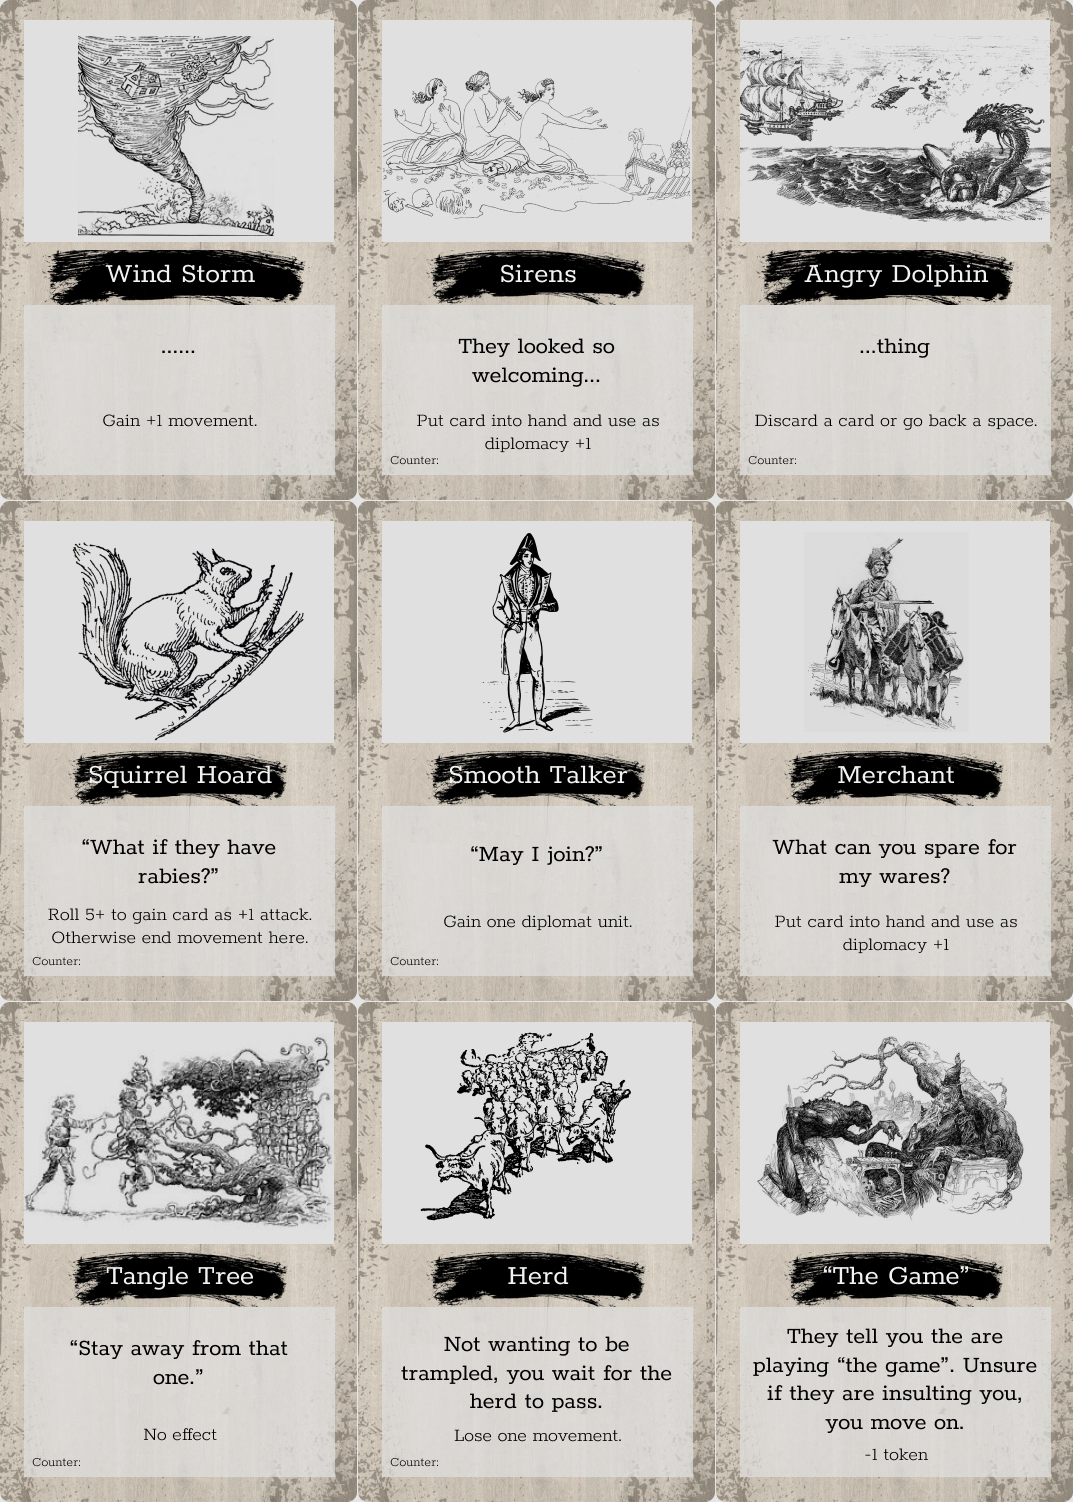 Wind Storm
......
Gain +1 movement.
Sirens
They looked so
welcoming...
Put card into hand and use as
diplomacy +1
Counter:
Angry Dolphin
...thing
Discard a card or go back a space.
Counter:
Squirrel Hoard
“What if they have
rabies?”
Roll 5+ to gain card as +1 attack.
Otherwise end movement here.
Counter:
Smooth Talker
“May I join?”
Gain one diplomat unit.
Counter:
Merchant
What can you spare for
my wares?
Put card into hand and use as
diplomacy +1
Tangle Tree
“Stay away from that
one.”
No effect
Counter:
Herd
Not wanting to be
trampled, you wait for the
herd to pass.
Lose one movement.
Counter:
“The Game”
They tell you the are
playing “the game”. Unsure
if they are insulting you,
you move on.
-1 token